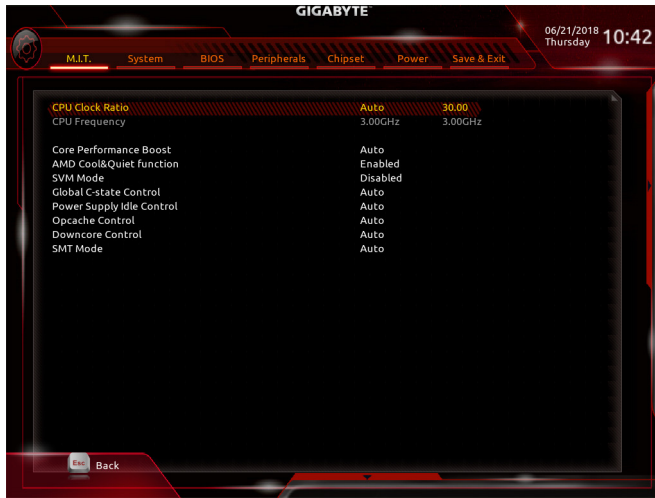 GIGABYTE™
06/21/2018
Thursday 10:42
M.I.T. System BIOS Peripherals Chipset Power Save & Exit
CPU Clock Ratio Auto 30.00
CPU Frequency 3.00GHz 3.00GHz
Core Performance Boost Auto
AMD Cool&Quiet function Enabled
SVM Mode Disabled
Global C-state Control Auto
Power Supply Idle Control Auto
Opcache Control Auto
Downcore Control Auto
SMT Mode Auto
Esc Back